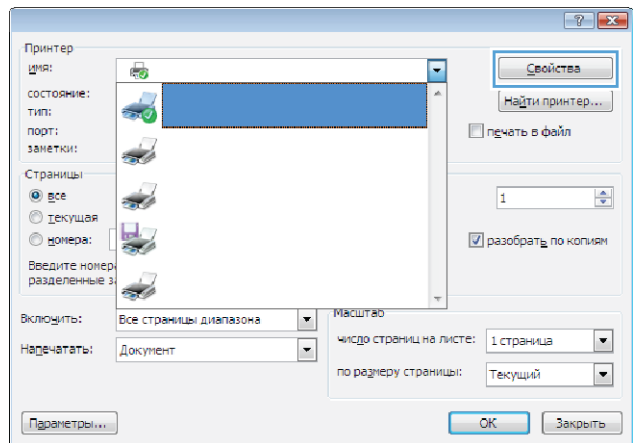 Принтер
имя:
Свойства
состояние:
Найти принтер...
тип:
порт:
печать в файл
заметки:
Страницы
все
1
текущая
номера:
разобрать по копиям
Введите номер
разделенные
Масштаб
Включить:
Все страницы диапазона
число страниц на листе:
1 страница
Напечатать:
Документ
по размеру страницы:
Текущий
Параметры...
ОК
Закрыть